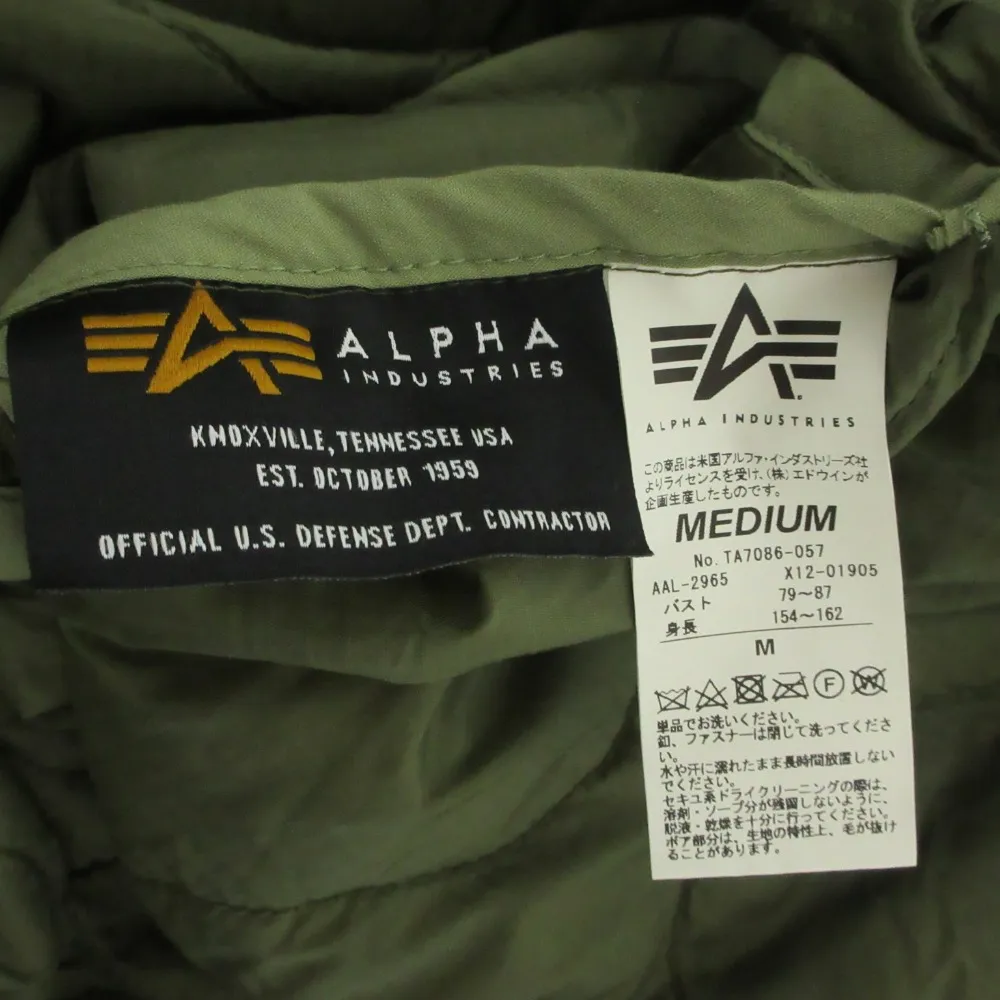 ALPHA
INDUSTRIES
KNOXVILLE, TENNESSEE USA
EST. OCTOBER 1959
OFFICIAL U.S. DEFENSE DEPT. CONTRACTOR
ALPHA INDUSTRIES
この商品は米国アルファ・インダストリーズ社
よりライセンスを受け、(株)エドウインが
企画生産したものです。
MEDIUM
No. TA7086-057
AAL-2965 X12-01905
バスト 79~87
身長 154~162
M
F W
単品でお洗いください。
釦、ファスナーは閉じて洗ってくださ
い。
水や汗に濡れたまま長時間放置しない
でください。
セキユ系ドライクリーニングの際は、
溶剤・ソープ分が残留しないように、
脱液・乾燥を十分に行ってください。
ボア部分は、生地の特性上、毛が抜け
ることがあります。